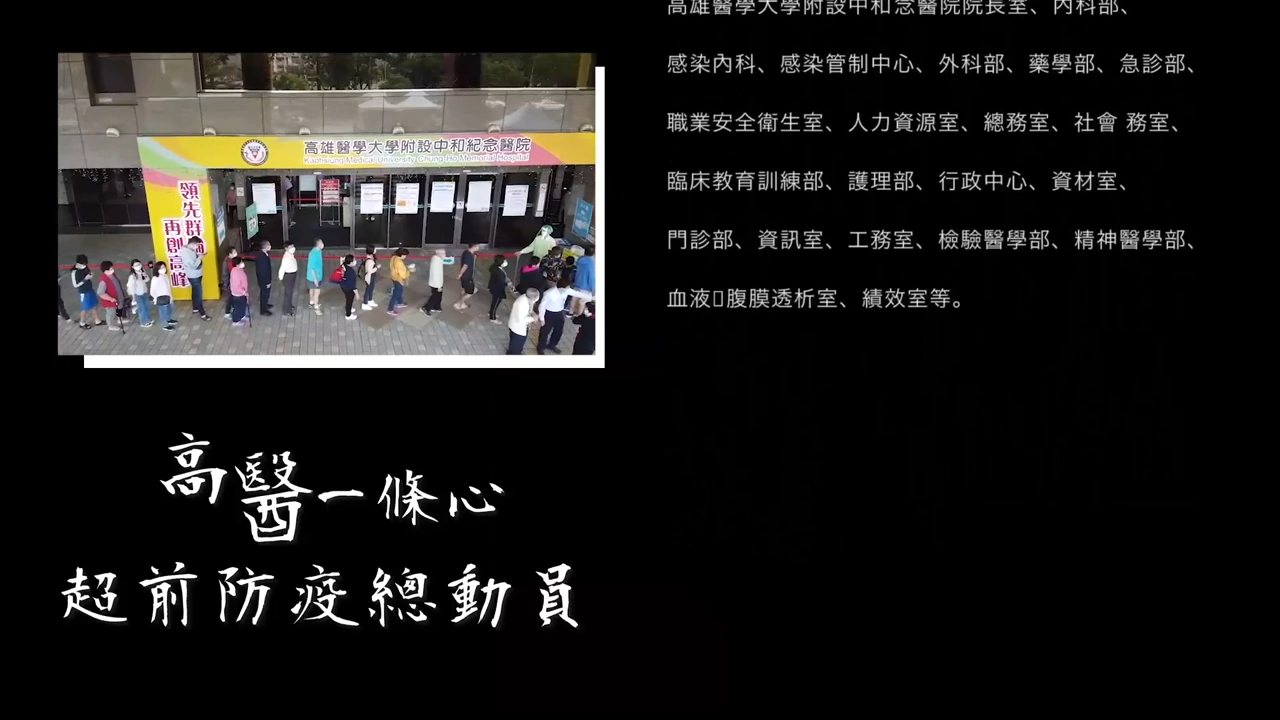 高雄醫學大學附設中和念醫院院長室、內科部、
感染內科、感染管制中心、外科部、藥學部、急診部、
職業安全衛生室、人力資源室、總務室、社會 務室、
臨床教育訓練部、護理部、行政中心、資材室、
門診部、資訊室、工務室、檢驗醫學部、精神醫學部、
血液▯腹膜透析室、績效室等。
高雄醫學大學附設中和紀念醫院
Kaohsiung Medical University Chung-Ho Memorial Hospital
領先群
再創高峰
高醫一條心
超前防疫總動員